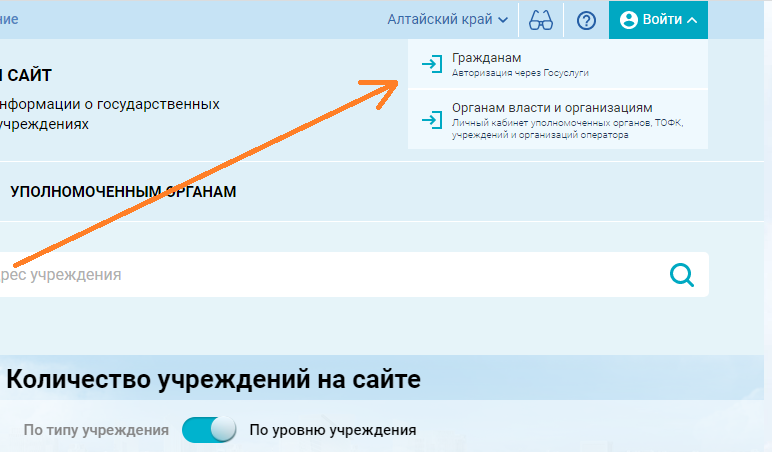 ние
Алтайский край
Войти
Гражданам
Авторизация через Госуслуги
Органам власти и организациям
Личный кабинет уполномоченных органов, ТОФК,
учреждений и организаций оператора
САЙТ
нформации о государственных
учреждениях
УПОЛНОМОЧЕННЫМ ОРГАНАМ
рес учреждения
Количество учреждений на сайте
По типу учреждения
По уровню учреждения